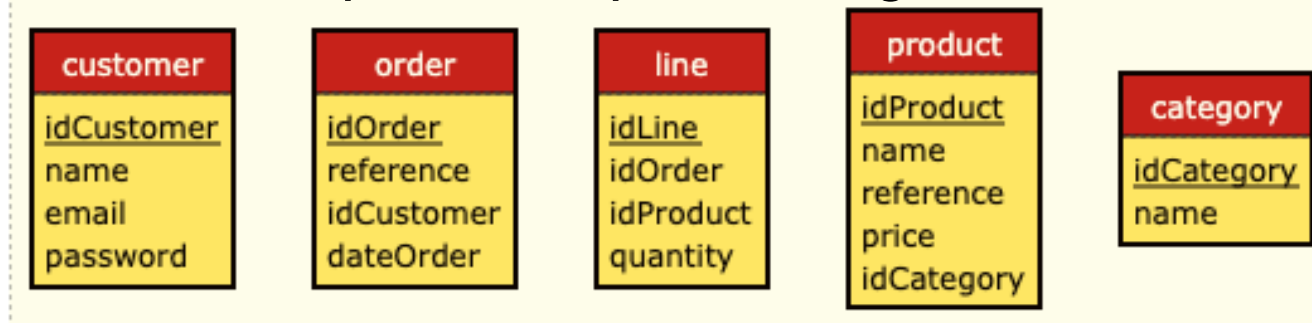 customer
idCustomer
name
email
password
order
idOrder
reference
idCustomer
dateOrder
line
idLine
idOrder
idProduct
quantity
product
idProduct
name
reference
price
idCategory
category
idCategory
name